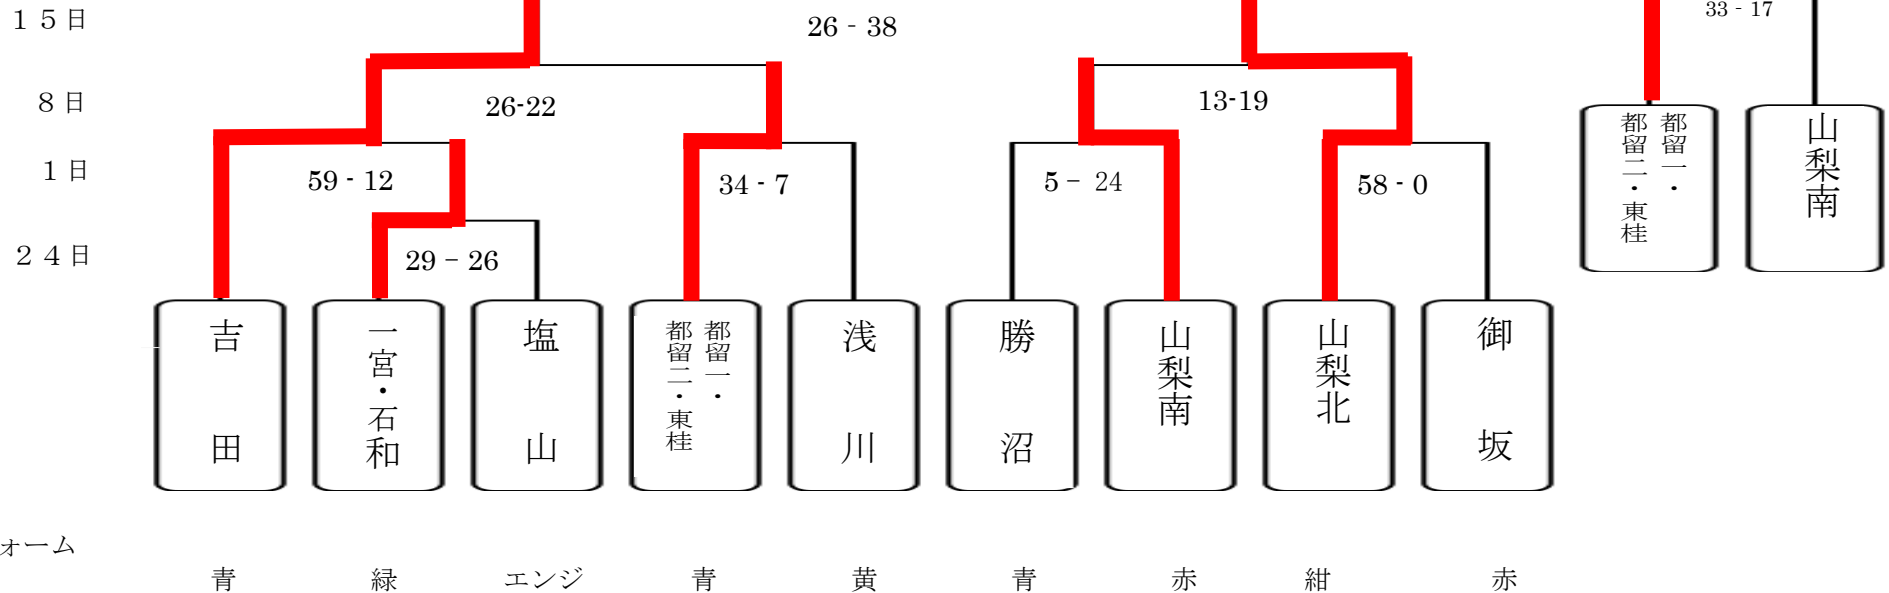 １５日
26 - 38
33 - 17
８日
26-22
13-19
１日
59 - 12
34 - 7
5 − 24
58 - 0
２４日
29 − 26
都留一・
都留二・東桂
山梨南
吉田
一宮・石和
塩山
都留一・
都留二・東桂
浅川
勝沼
山梨南
山梨北
御坂
ォーム
青 緑 エンジ 青 黄 青 赤 紺 赤